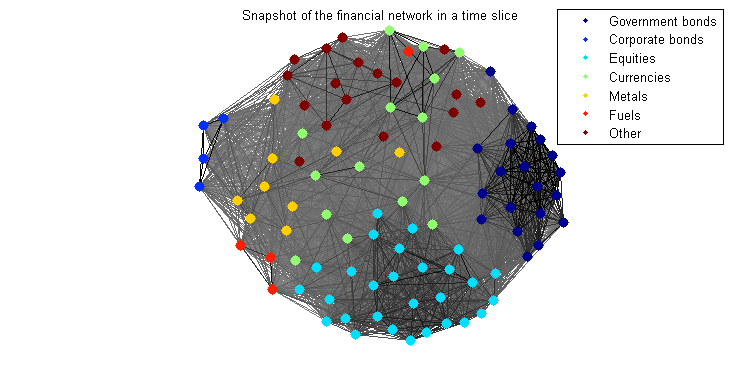 Snapshot of the financial network in a time slice
Government bonds
Corporate bonds
Equities
Currencies
Metals
Fuels
Other